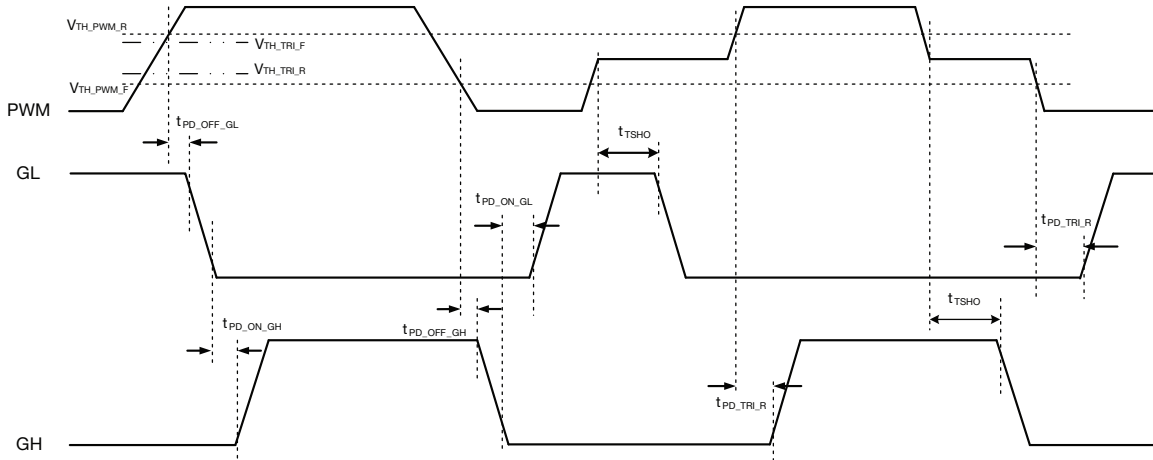 VTH_PWM_R
VTH_TRI_F
VTH_TRI_R
VTH_PWM_F
PWM
tPD_OFF_GL
tTSHO
GL
tPD_ON_GL
tPD_TRI_R
tTSHO
tPD_ON_GH
tPD_OFF_GH
tPD_TRI_R
GH